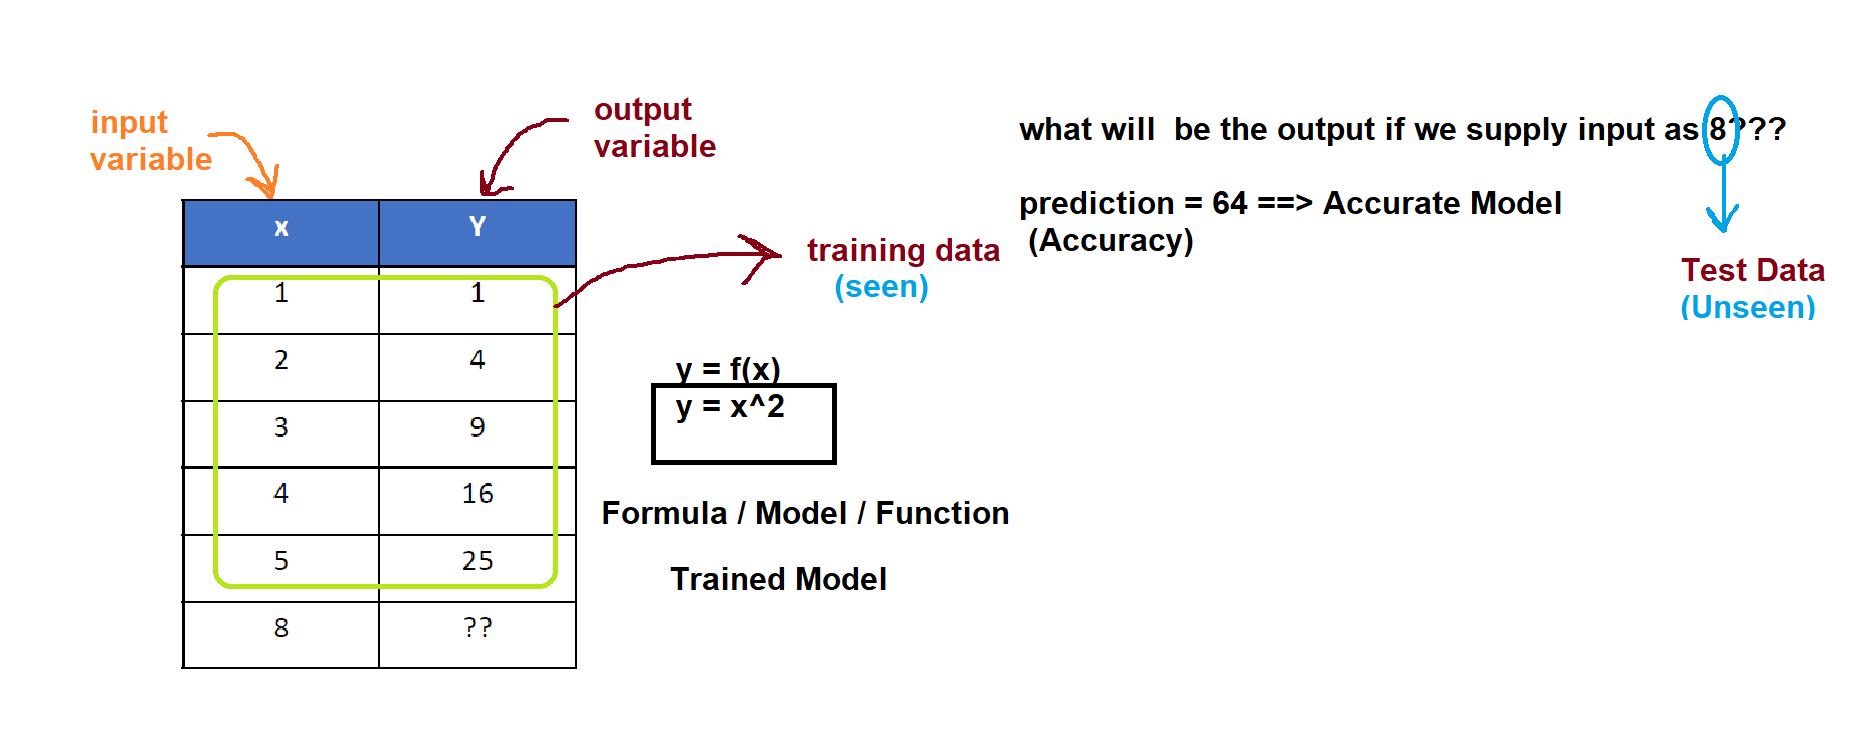 input
variable
output
variable
what will  be the output if we supply input as 8???
prediction = 64 ==> Accurate Model
(Accuracy)
x Y
training data
(seen)
Test Data
(Unseen)
1 1
2 4
3 9
4 16
5 25
8 ??
y = f(x)
y = x^2
Formula / Model / Function
Trained Model